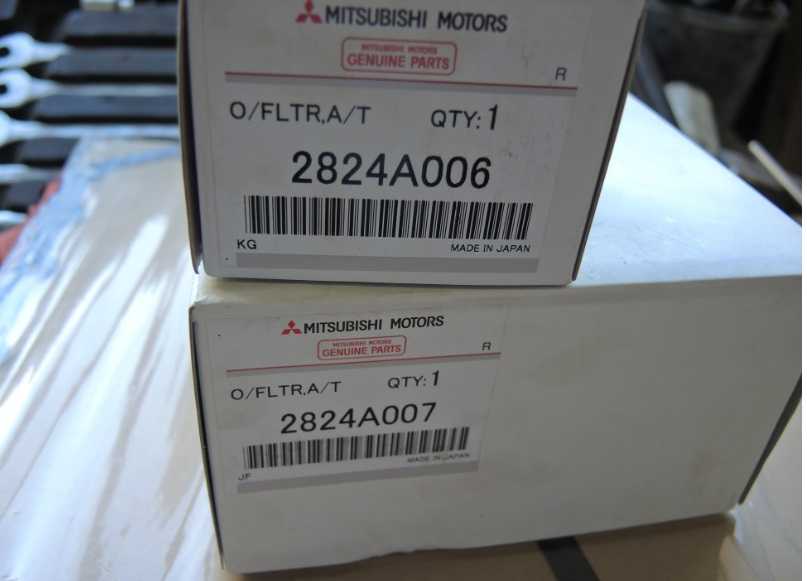 MITSUBISHI MOTORS
MITSUBISHI MOTORS
GENUINE PARTS
R
O/FLTR,A/T QTY:1
2824A006
KG MADE IN JAPAN
MITSUBISHI MOTORS
MITSUBISHI MOTORS
GENUINE PARTS
R
O/FLTR,A/T QTY:1
2824A007
JF MADE IN JAPAN